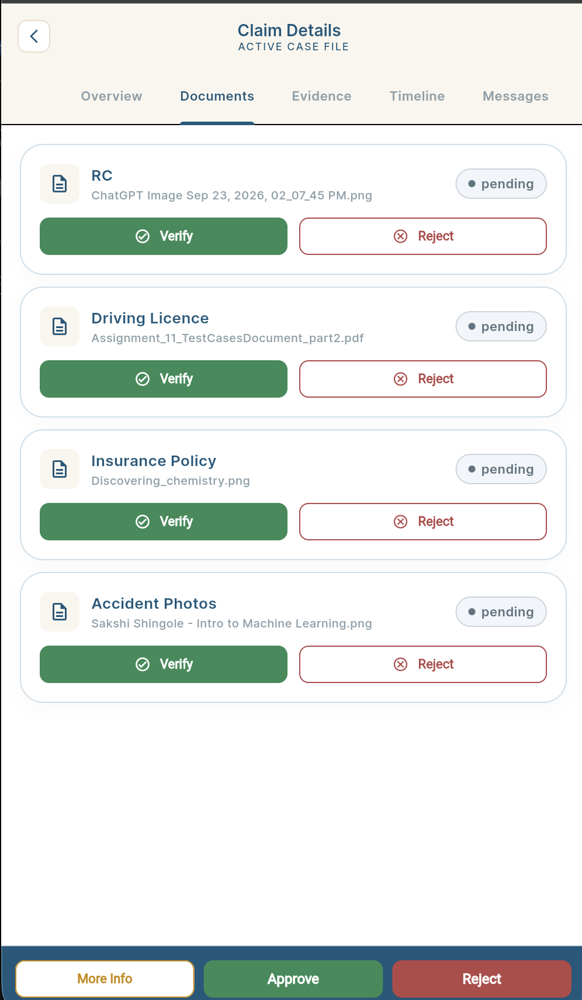 Claim Details
ACTIVE CASE FILE
Overview Documents Evidence Timeline Messages
RC
ChatGPT Image Sep 23, 2026, 02_07_45 PM.png
pending
Verify Reject
Driving Licence
Assignment_11_TestCasesDocument_part2.pdf
pending
Verify Reject
Insurance Policy
Discovering_chemistry.png
pending
Verify Reject
Accident Photos
Sakshi Shingole - Intro to Machine Learning.png
pending
Verify Reject
More Info Approve Reject